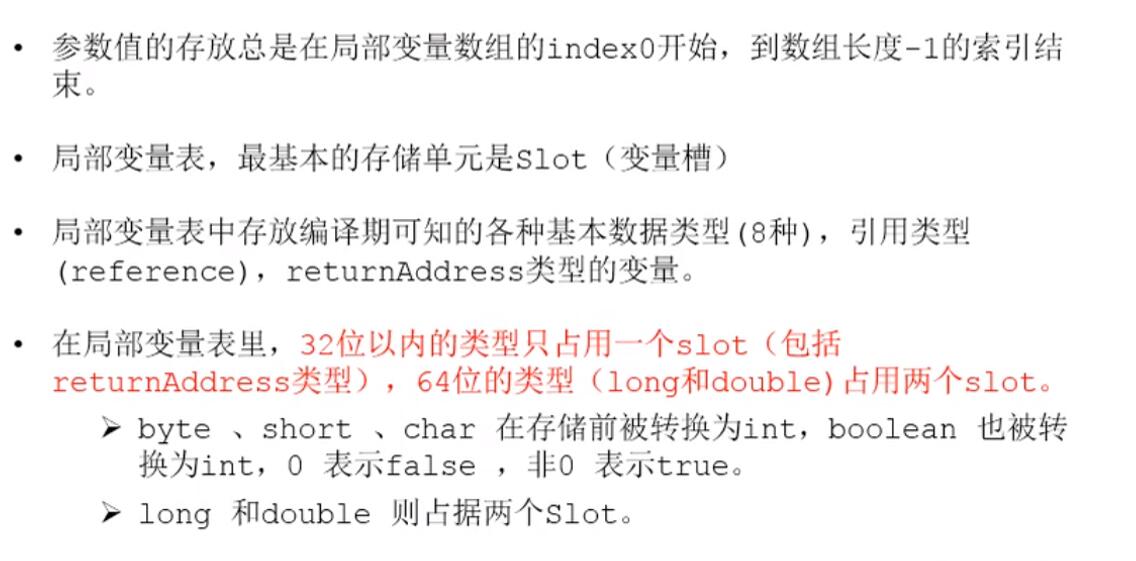 • 参数值的存放总是在局部变量数组的index0开始，到数组长度-1的索引结
束。
• 局部变量表，最基本的存储单元是Slot（变量槽）
• 局部变量表中存放编译期可知的各种基本数据类型(8种)，引用类型
(reference)，returnAddress类型的变量。
• 在局部变量表里，32位以内的类型只占用一个slot（包括
returnAddress类型），64位的类型（long和double)占用两个slot。
➢ byte 、short 、char 在存储前被转换为int，boolean 也被转
换为int，0 表示false ，非0 表示true。
➢ long 和double 则占据两个Slot。